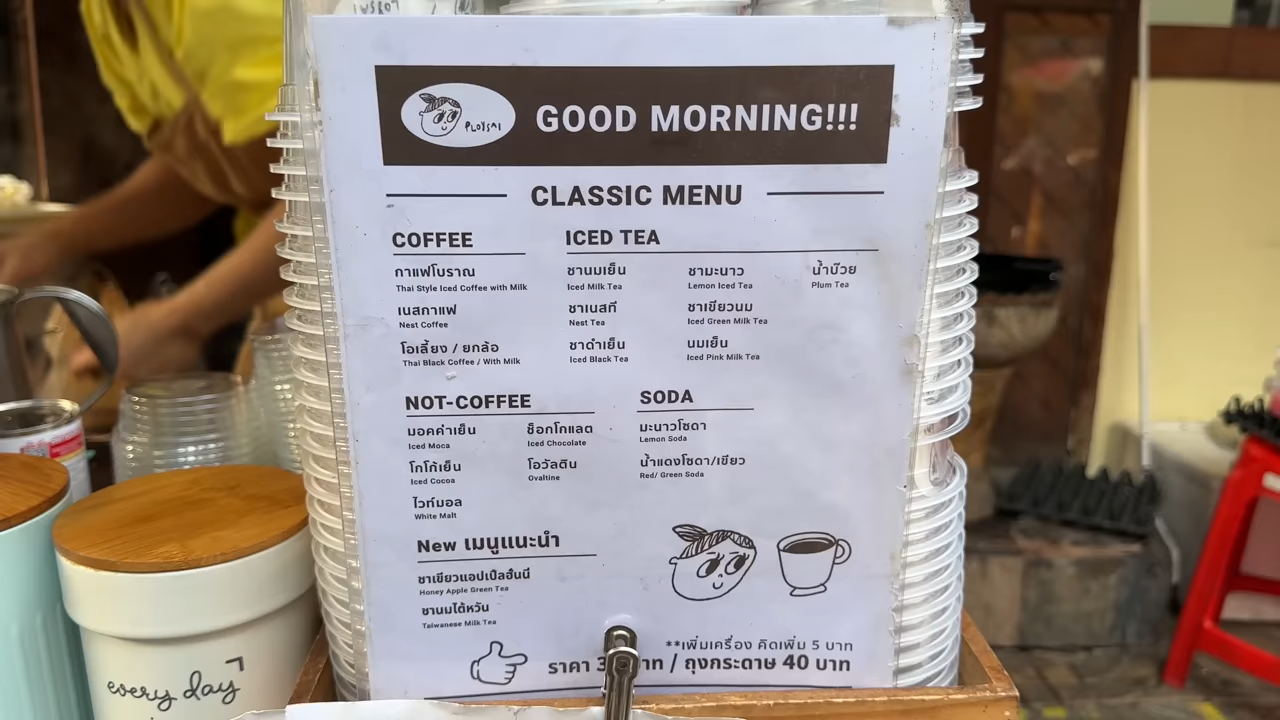 PLOYSAI
GOOD MORNING!!!
CLASSIC MENU
COFFEE
กาแฟโบราณ
Thai Style Iced Coffee with Milk
เนสกาแฟ
Nest Coffee
โอเลี้ยง / ยกล้อ
Thai Black Coffee / With Milk
ICED TEA
ชานมเย็น
Iced Milk Tea
ชาเนสที
Nest Tea
ชาดำเย็น
Iced Black Tea
ชามะนาว
Lemon Iced Tea
ชาเขียวนม
Iced Green Milk Tea
นมเย็น
Iced Pink Milk Tea
น้ำบ๊วย
Plum Tea
NOT-COFFEE
มอคค่าเย็น
Iced Moca
โกโก้เย็น
Iced Cocoa
ไวท์มอล
White Malt
ช็อกโกแลต
Iced Chocolate
โอวัลติน
Ovaltine
SODA
มะนาวโซดา
Lemon Soda
น้ำแดงโซดา/เขียว
Red/ Green Soda
New เมนูแนะนำ
ชาเขียวแอปเปิ้ลฮันนี่
Honey Apple Green Tea
ชานมไต้หวัน
Taiwanese Milk Tea
**เพิ่มเครื่อง คิดเพิ่ม 5 บาท
ราคา / ถุงกระดาษ 40 บาท
every day